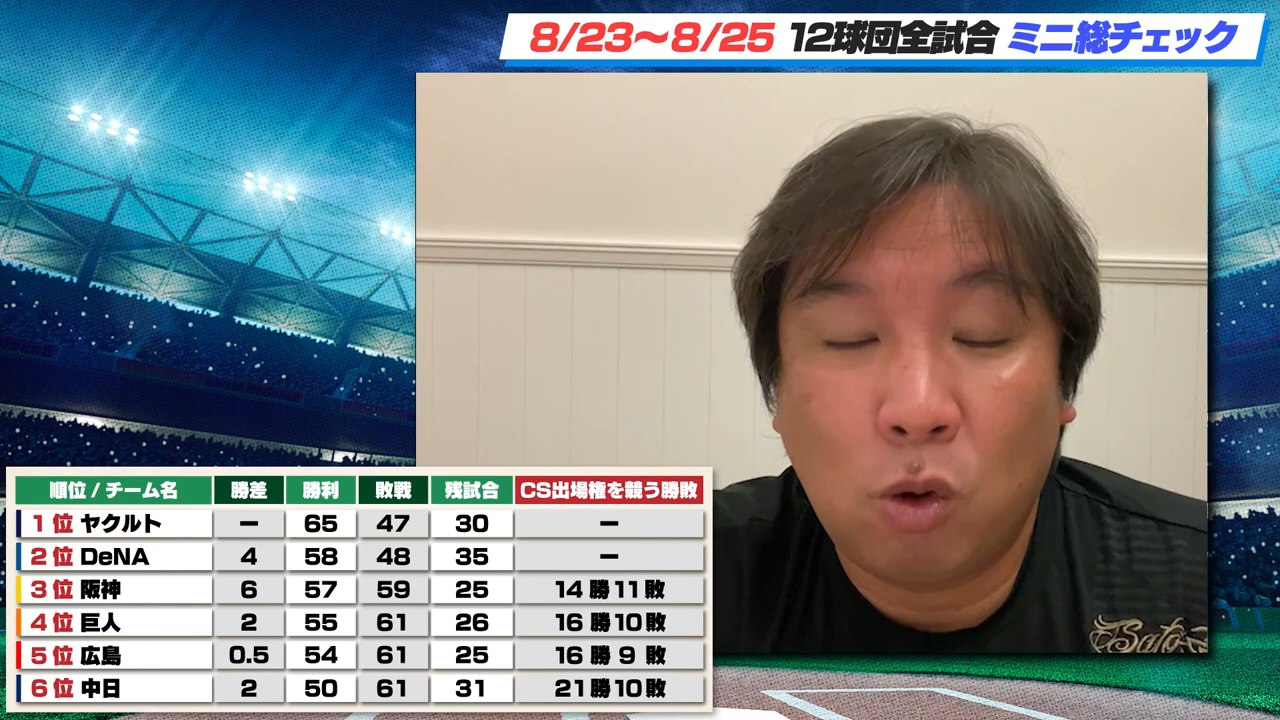 8/23～8/25 12球団全試合 ミニ総チェック
順位 / チーム名 勝差 勝利 敗戦 残試合 CS出場権を競う勝敗
1位 ヤクルト ー 65 47 30 ー
2位 DeNA 4 58 48 35 ー
3位 阪神 6 57 59 25 14勝11敗
4位 巨人 2 55 61 26 16勝10敗
5位 広島 0.5 54 61 25 16勝9敗
6位 中日 2 50 61 31 21勝10敗
Sato